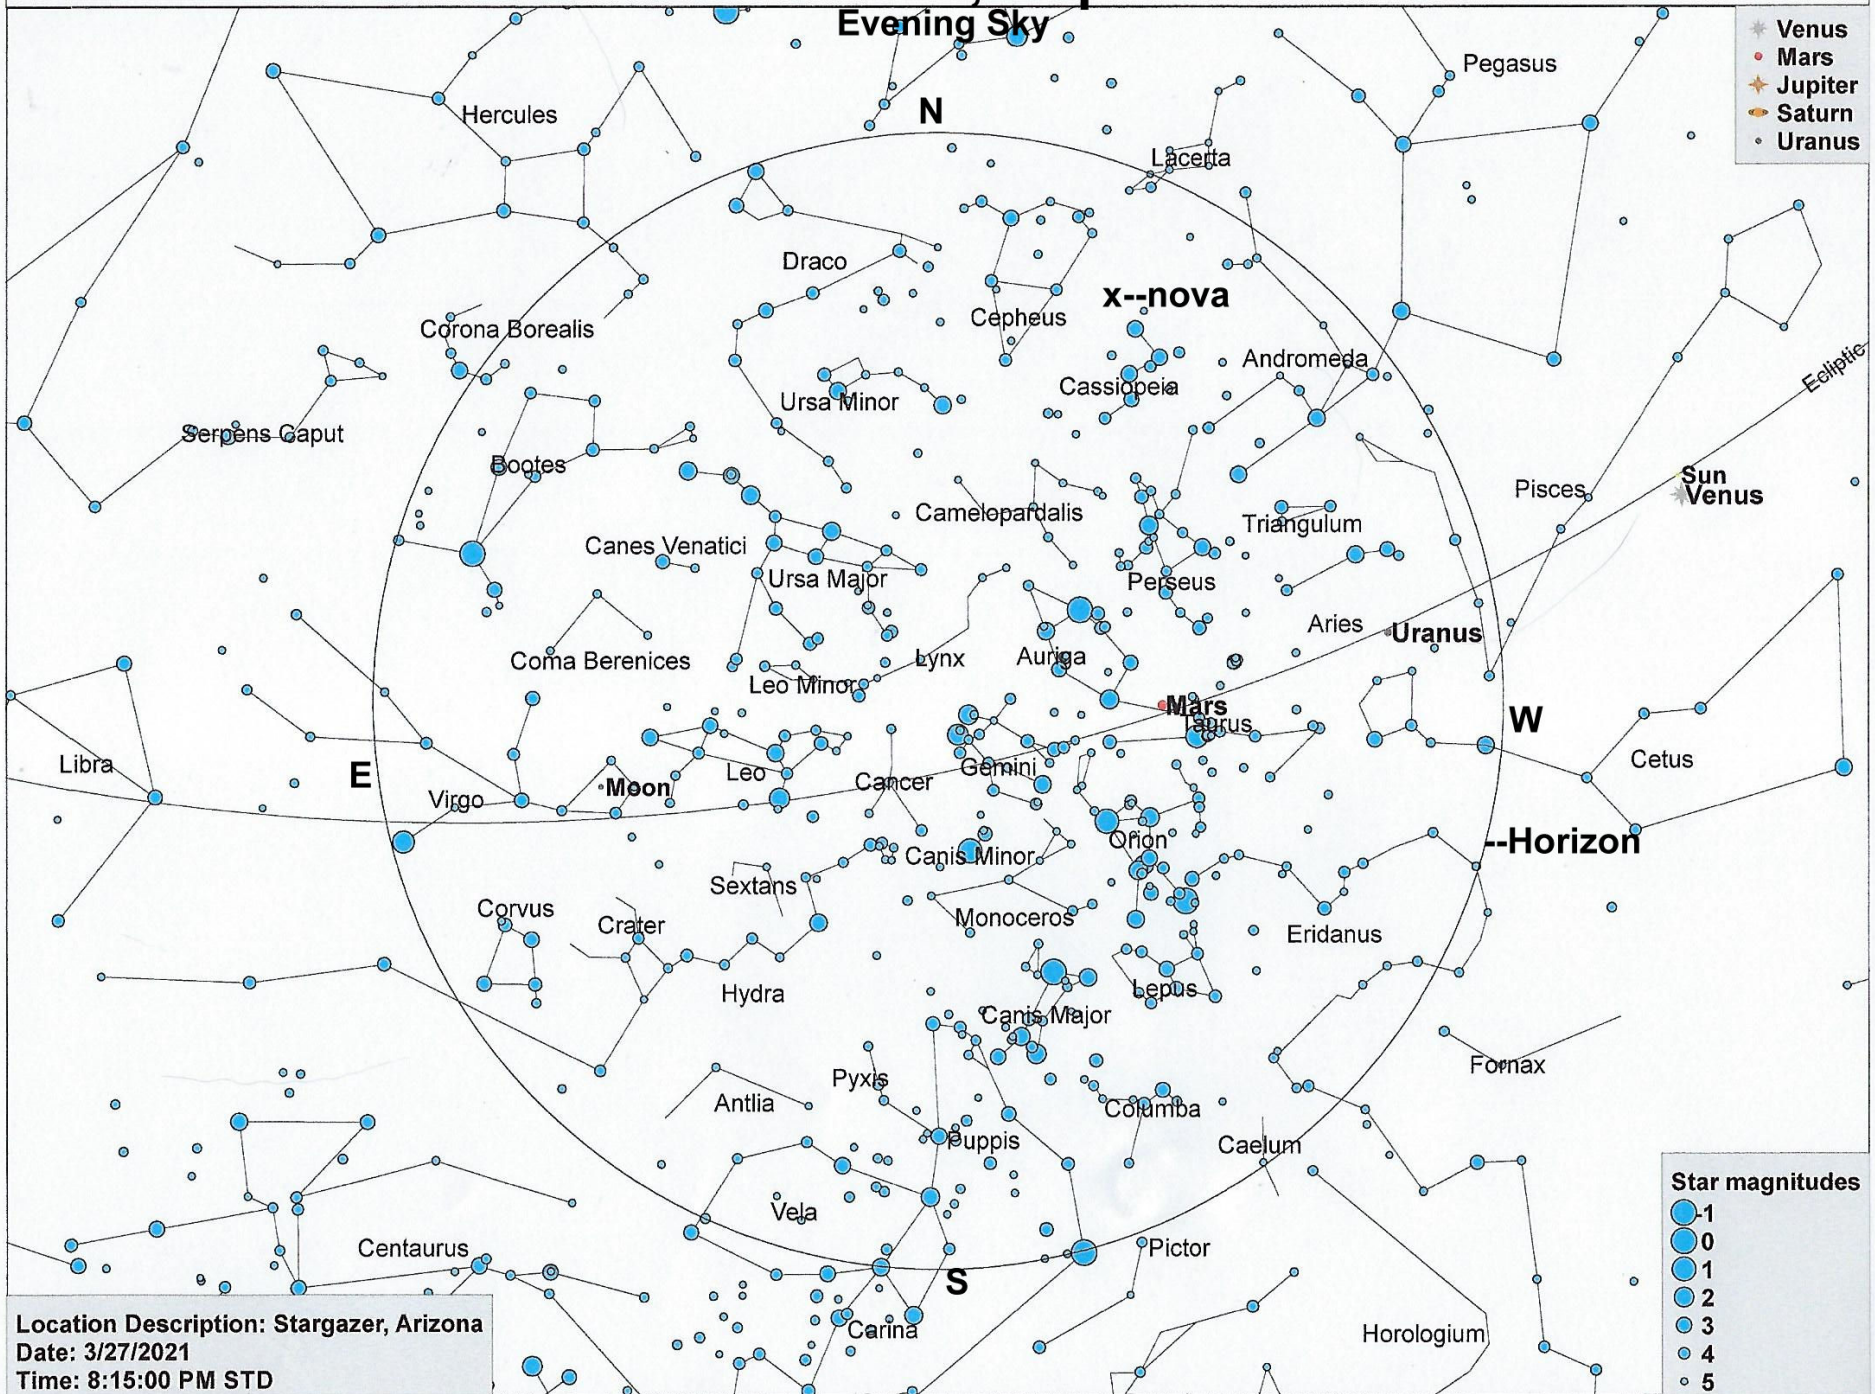 Evening Sky
Venus
Mars
Jupiter
Saturn
Uranus
Pegasus
N
Hercules
Lacerta
Draco
x--nova
Cepheus
Corona Borealis
Andromeda
Ecliptic
Cassiopeia
Ursa Minor
Serpens Caput
Bootes
Sun
Venus
Pisces
Camelopardalis
Triangulum
Canes Venatici
Ursa Major
Perseus
Aries
Uranus
Coma Berenices
Lynx
Auriga
Leo Minor
Mars
Taurus
W
Libra
E
Leo
Gemini
Cetus
Moon
Cancer
Virgo
Orion
--Horizon
Canis Minor
Sextans
Corvus
Crater
Monoceros
Eridanus
Hydra
Lepus
Canis Major
Fornax
Pyxis
Antlia
Columba
Puppis
Caelum
Vela
Centaurus
Pictor
S
Carina
Horologium
Star magnitudes
-1
0
1
2
3
4
5
Location Description: Stargazer, Arizona
Date: 3/27/2021
Time: 8:15:00 PM STD